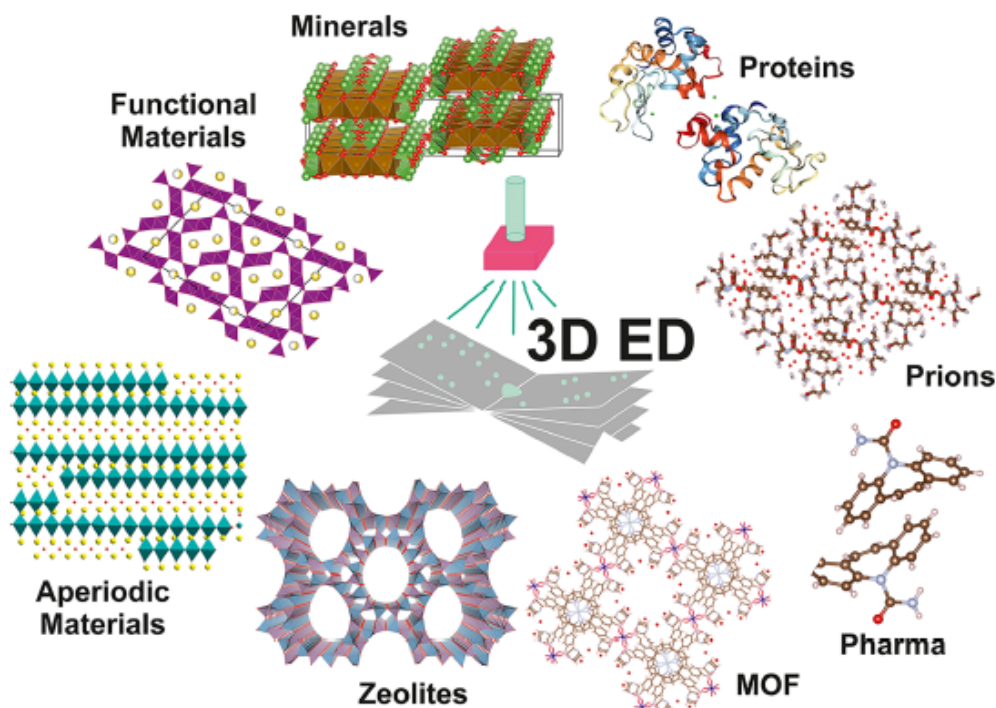 Minerals
Proteins
Functional
Materials
3D ED
Prions
Aperiodic
Materials
Pharma
Zeolites
MOF